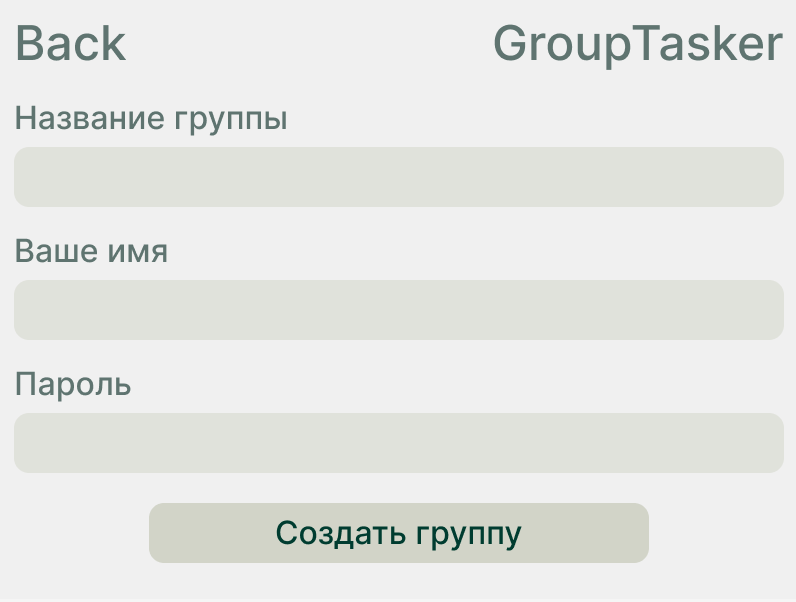 Back GroupTasker
Название группы
Ваше имя
Пароль
Создать группу